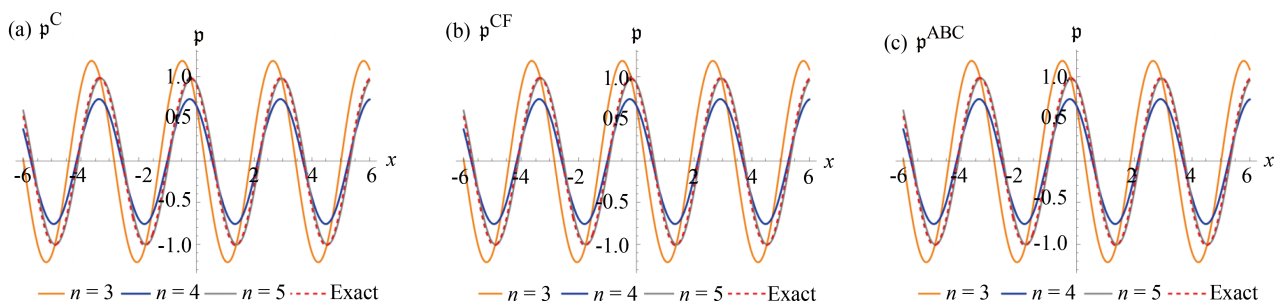 (a) 𝔭^C
𝔭
1.0
0.5
x
-6 -4 -2 2 4 6
-0.5
-1.0
n = 3 n = 4 n = 5 Exact
(b) 𝔭^CF
𝔭
1.0
0.5
x
-6 -4 -2 2 4 6
-0.5
-1.0
n = 3 n = 4 n = 5 Exact
(c) 𝔭^ABC
𝔭
1.0
0.5
x
-6 -4 -2 2 4 6
-0.5
-1.0
n = 3 n = 4 n = 5 Exact